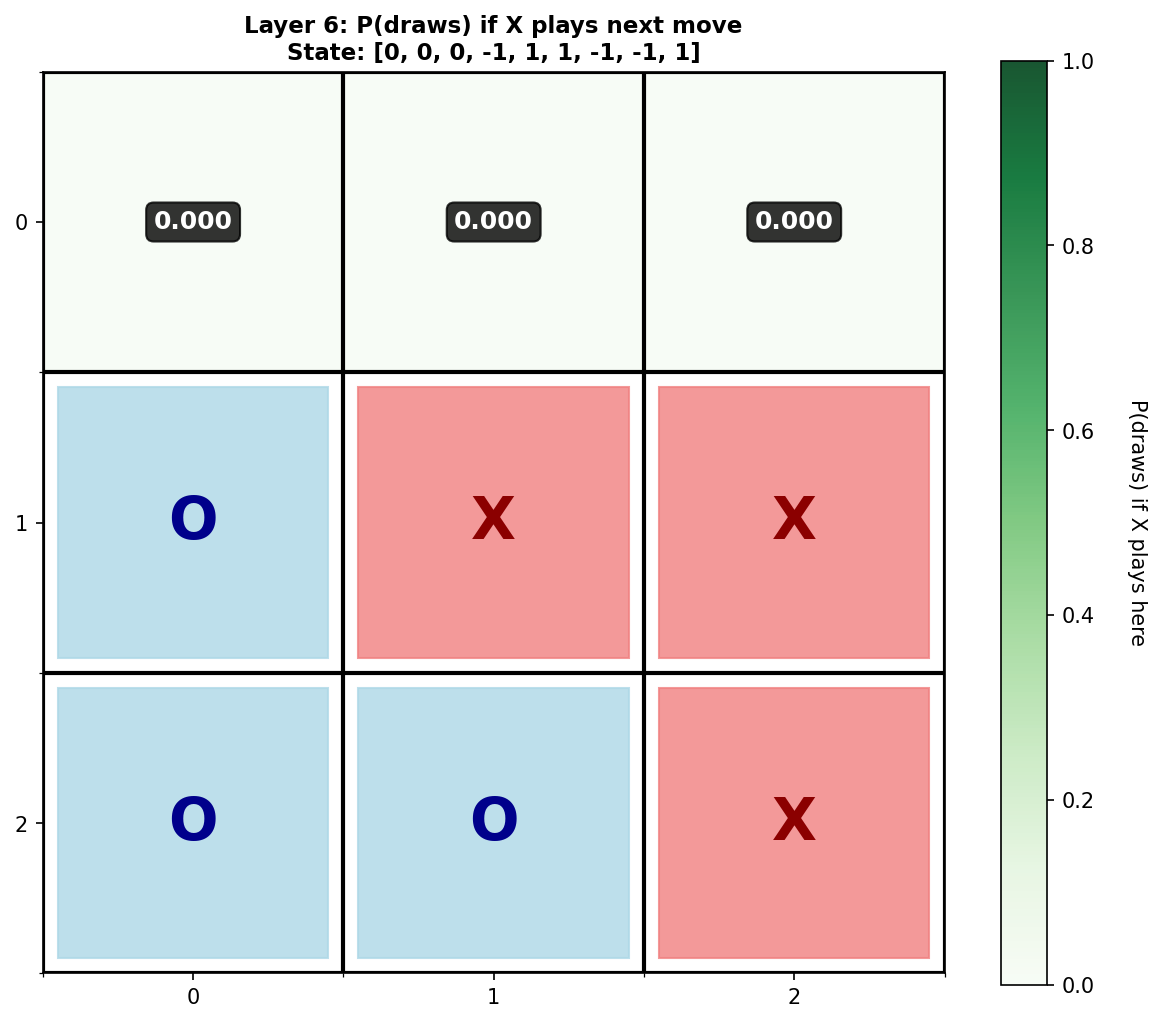 Layer 6: P(draws) if X plays next move
State: [0, 0, 0, -1, 1, 1, -1, -1, 1]
0.000
0.000
0.000
O
X
X
O
O
X
0
1
2
0
1
2
1.0
0.8
0.6
0.4
0.2
0.0
P(draws) if X plays here